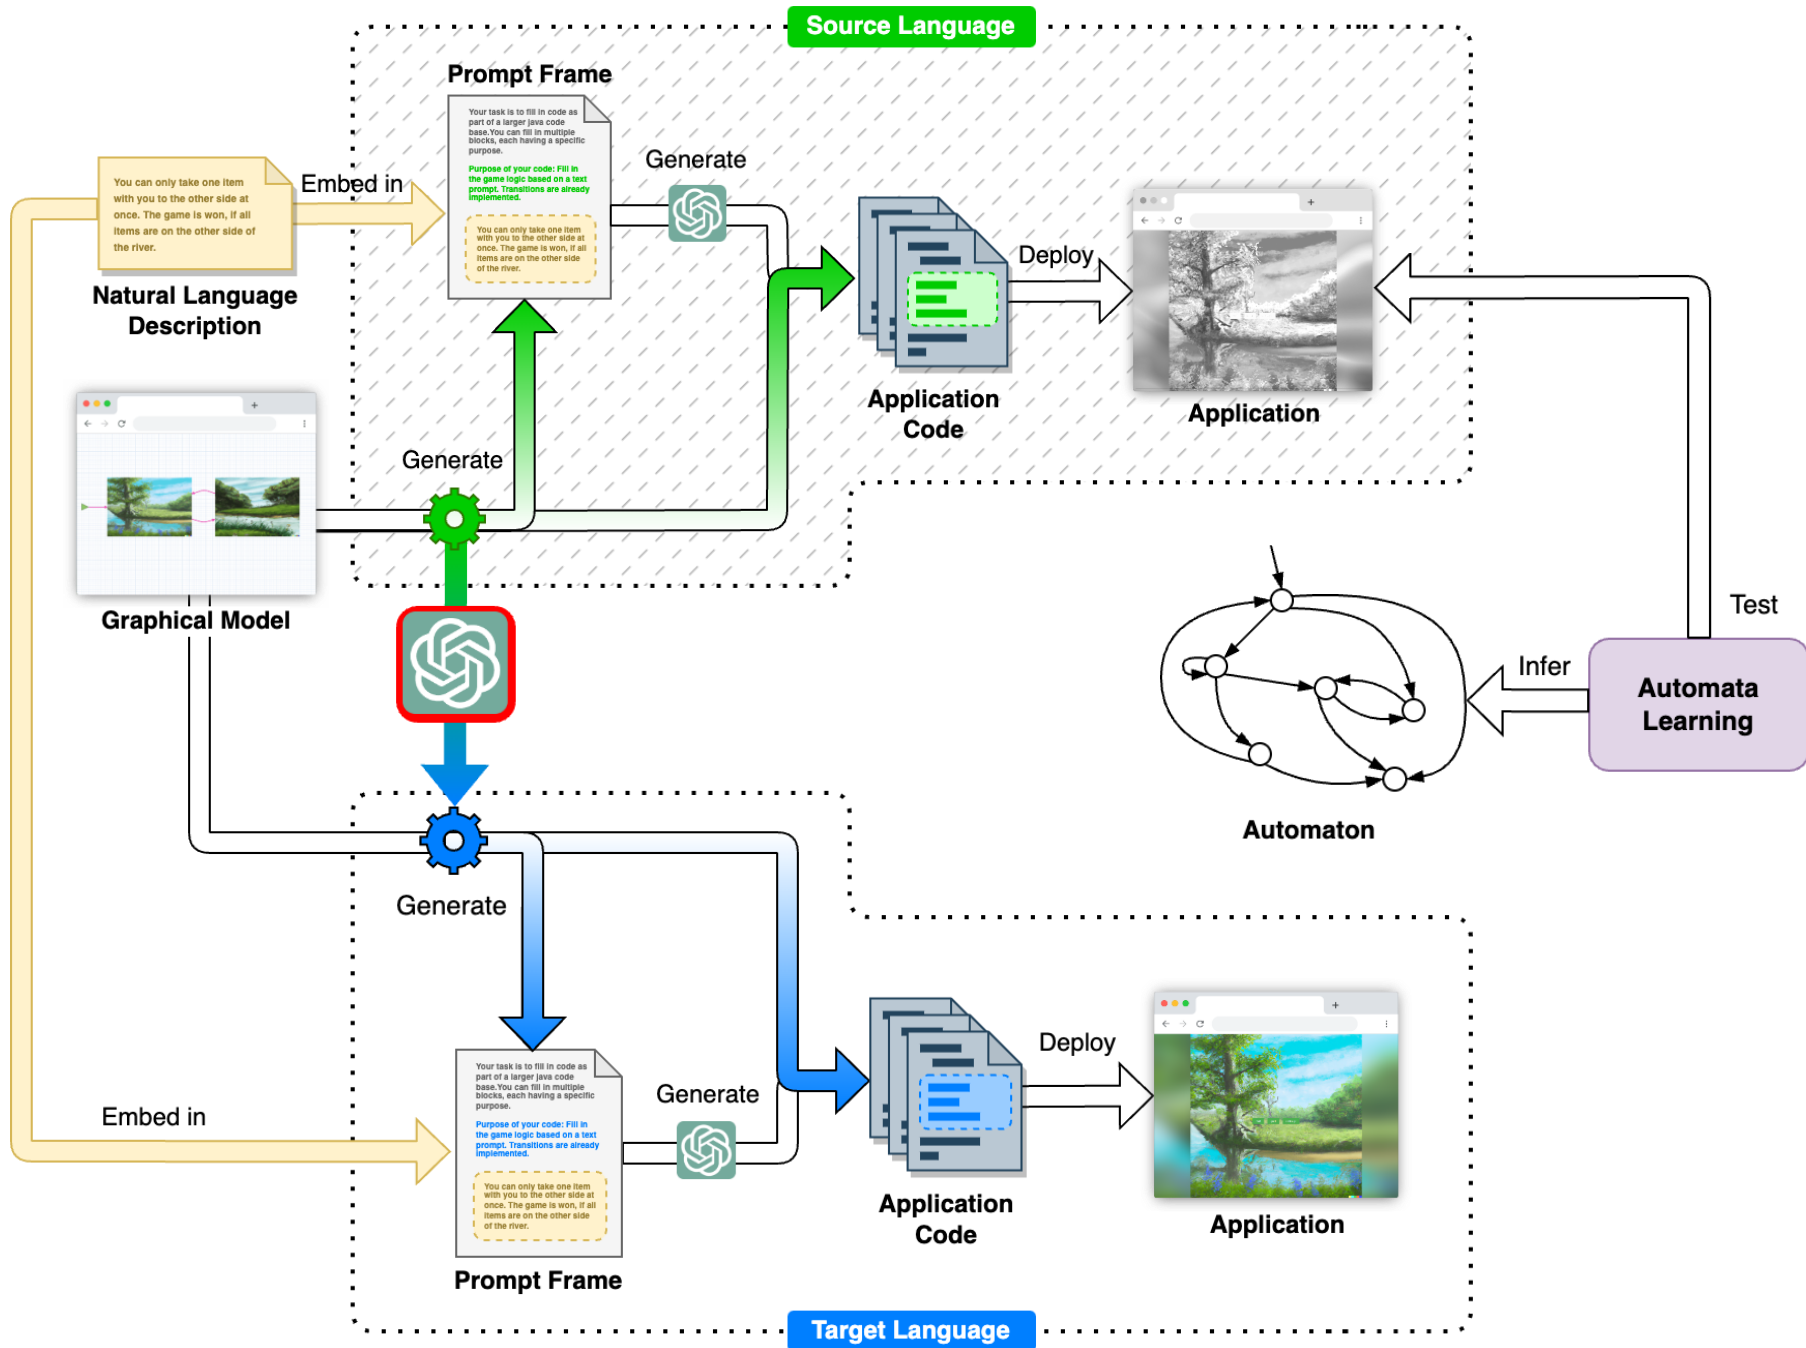 Source Language
Prompt Frame
Your task is to fill in code as
part of a larger java code
base.You can fill in multiple
blocks, each having a specific
purpose.
Purpose of your code: Fill in
the game logic based on a text
prompt. Transitions are already
implemented.
You can only take one item
with you to the other side at
once. The game is won, if all
items are on the other side
of the river.
Generate
You can only take one item
with you to the other side at
once. The game is won, if all
items are on the other side of
the river.
Embed in
Natural Language
Description
Deploy
Application
Code
Application
Generate
Graphical Model
Test
Infer
Automata
Learning
Automaton
Generate
Embed in
Your task is to fill in code as
part of a larger java code
base.You can fill in multiple
blocks, each having a specific
purpose.
Purpose of your code: Fill in
the game logic based on a text
prompt. Transitions are already
implemented.
You can only take one item
with you to the other side at
once. The game is won, if all
items are on the other side
of the river.
Prompt Frame
Generate
Deploy
Application
Code
Application
Target Language